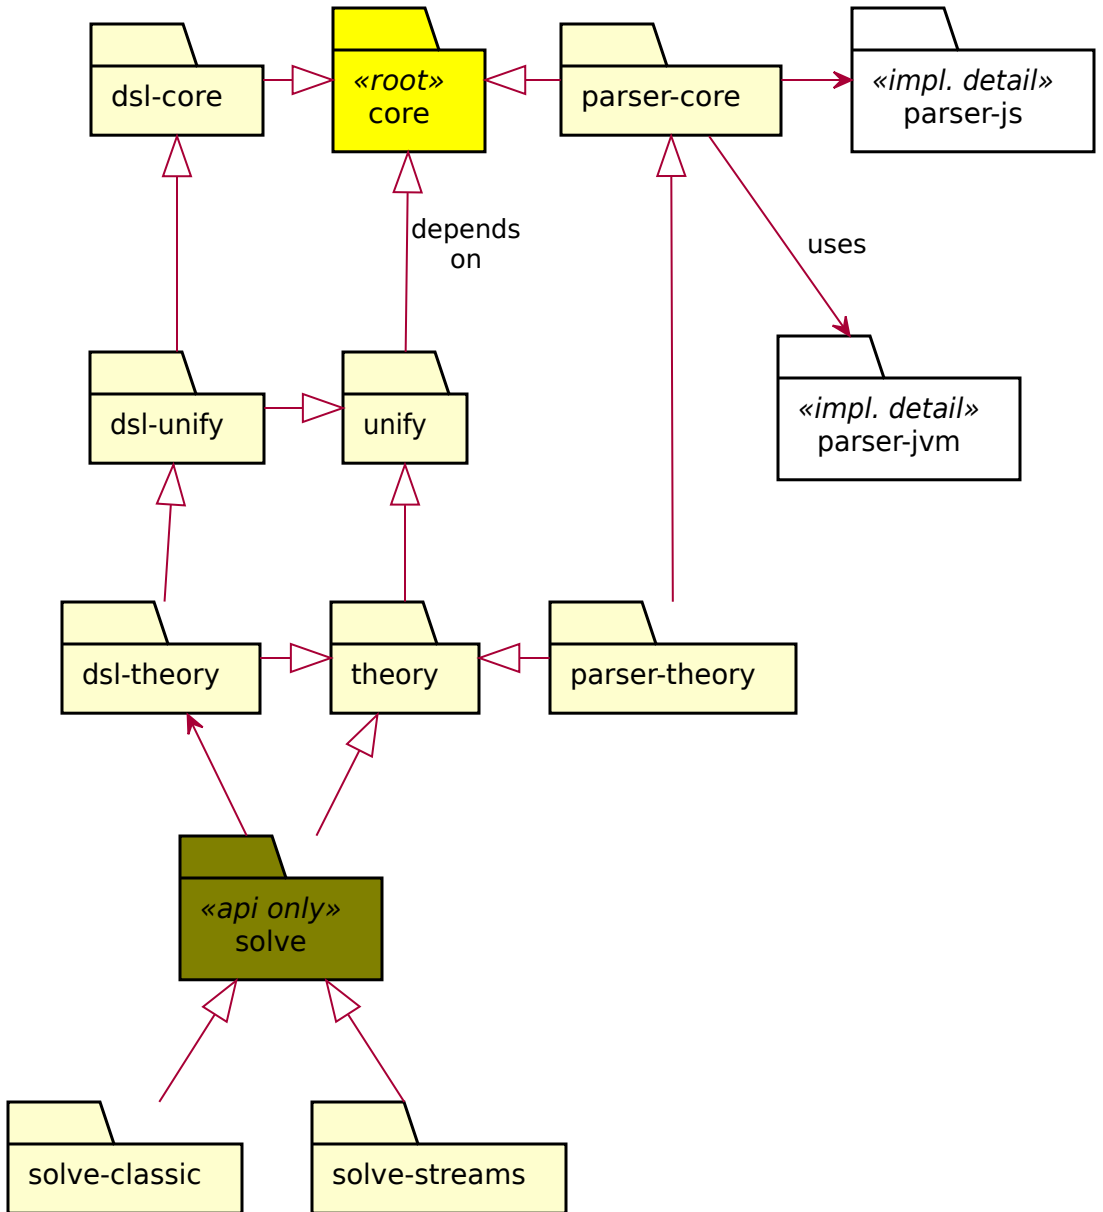 dsl-core
«root»
core
parser-core
«impl. detail»
parser-js
depends
on
uses
dsl-unify
unify
«impl. detail»
parser-jvm
dsl-theory
theory
parser-theory
«api only»
solve
solve-classic
solve-streams